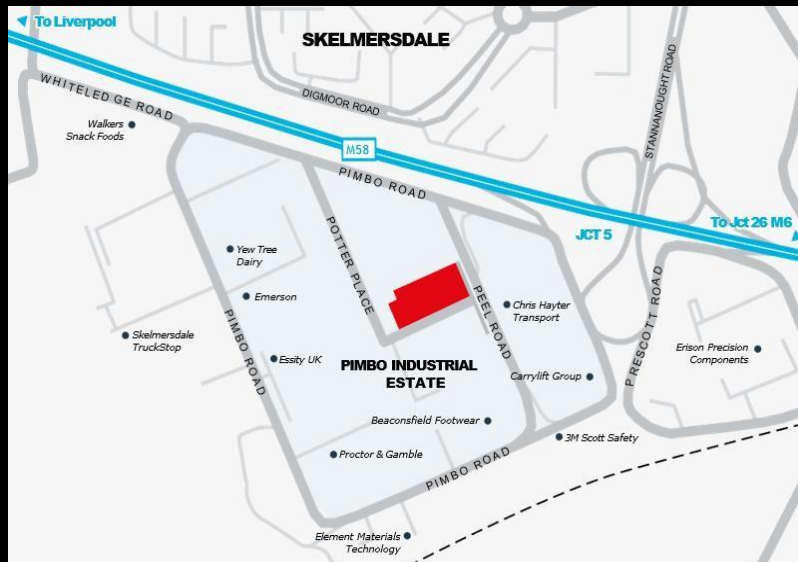 To Liverpool
SKELMERSDALE
WHITELED GE ROAD
DIGMOOR ROAD
STANNANOUGHT ROAD
Walkers
Snack Foods
M58
PIMBO ROAD
To Jct 26 M6
JCT 5
POTTER PLACE
Yew Tree
Dairy
Emerson
PEEL ROAD
Chris Hayter
Transport
PRESCOTT ROAD
Skelmersdale
TruckStop
PIMBO ROAD
Essity UK
PIMBO INDUSTRIAL
ESTATE
Erison Precision
Components
Carrylift Group
Beaconsfield Footwear
3M Scott Safety
Proctor & Gamble
PIMBO ROAD
Element Materials
Technology